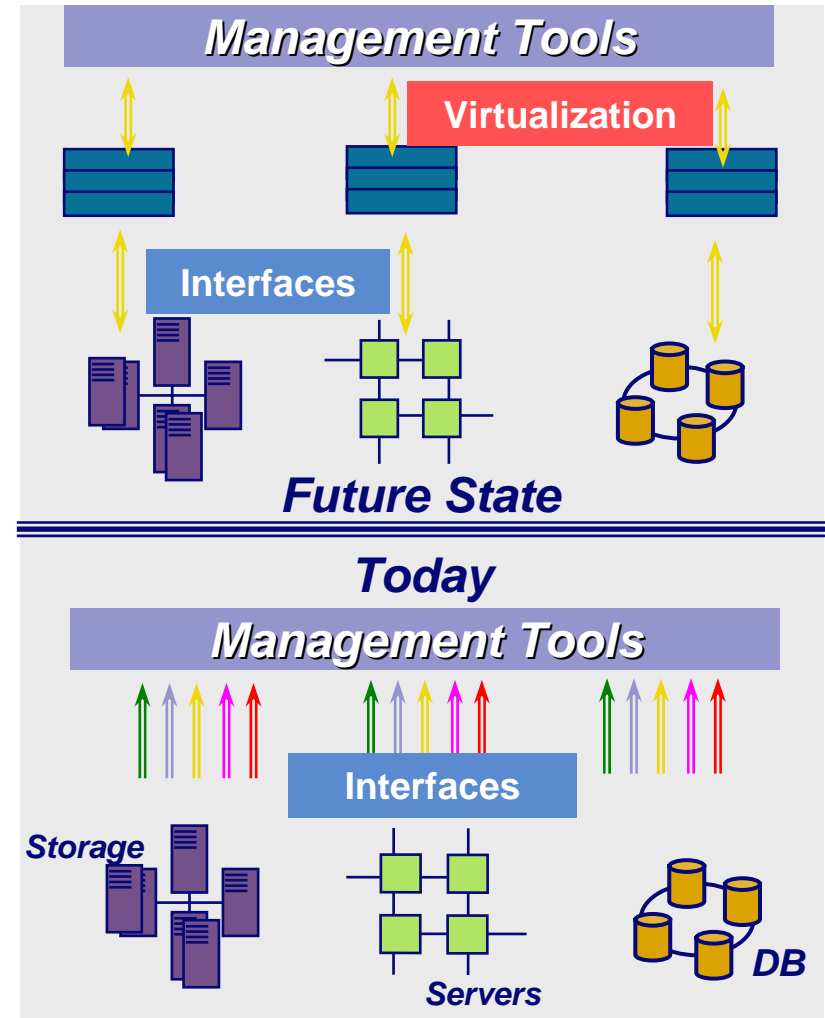 Management Tools
Virtualization
Interfaces
Future State
Today
Management Tools
Interfaces
Storage
Servers
DB